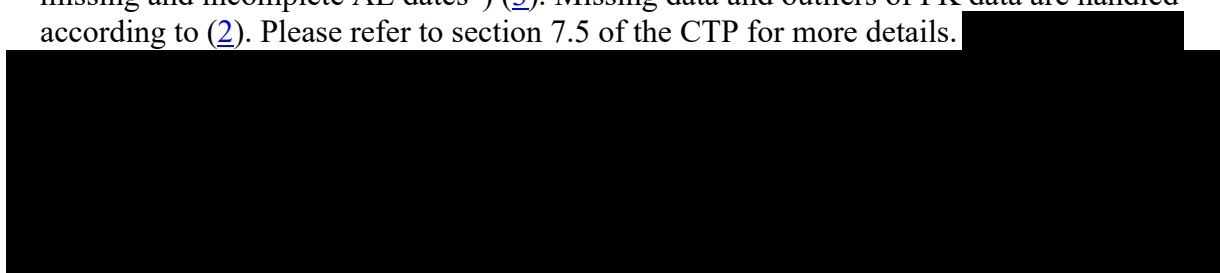 missing and incomplete AE dates”) (3). Missing data and outliers of PK data are handled
according to (2). Please refer to section 7.5 of the CTP for more details.